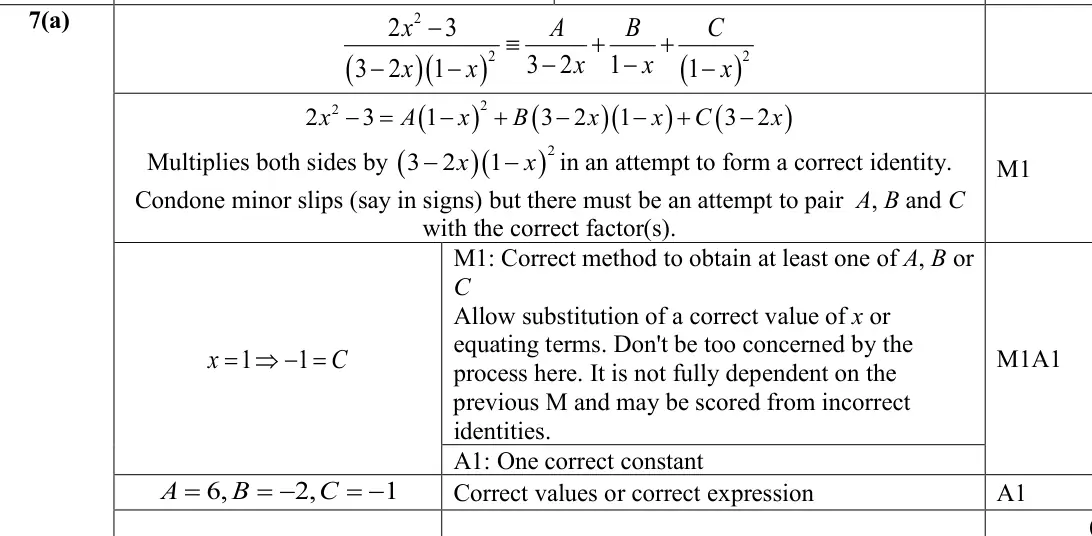 7(a)
\frac{2x^2-3}{(3-2x)(1-x)^2} \equiv \frac{A}{3-2x} + \frac{B}{1-x} + \frac{C}{(1-x)^2}
2x^2-3 = A(1-x)^2 + B(3-2x)(1-x) + C(3-2x)
Multiplies both sides by (3-2x)(1-x)^2 in an attempt to form a correct identity.
Condone minor slips (say in signs) but there must be an attempt to pair A, B and C
with the correct factor(s).
M1
x = 1 ⇒ -1 = C
M1: Correct method to obtain at least one of A, B or
C
Allow substitution of a correct value of x or
equating terms. Don't be too concerned by the
process here. It is not fully dependent on the
previous M and may be scored from incorrect
identities.
M1A1
A1: One correct constant
A = 6, B = -2, C = -1
Correct values or correct expression
A1